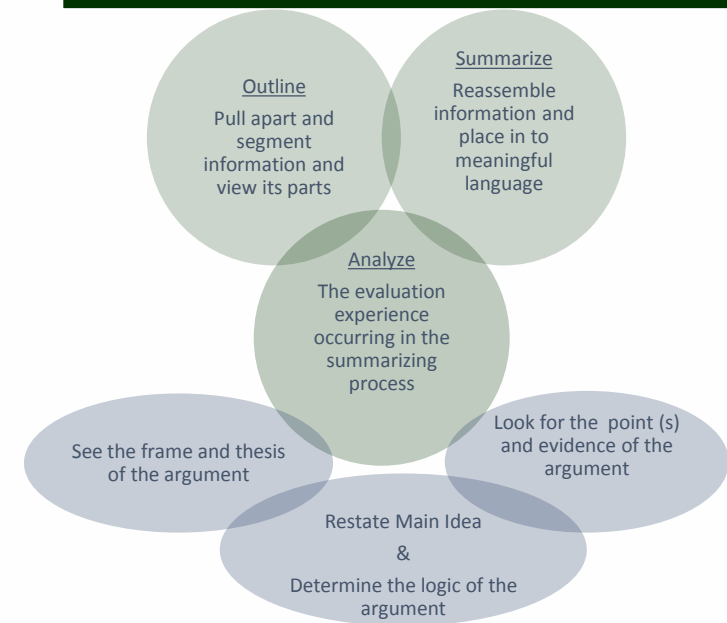 Outline
Pull apart and
segment
information and
view its parts
Summarize
Reassemble
information and
place in to
meaningful
language
Analyze
The evaluation
experience
occurring in the
summarizing
process
See the frame and thesis
of the argument
Look for the point (s)
and evidence of the
argument
Restate Main Idea
&
Determine the logic of the
argument